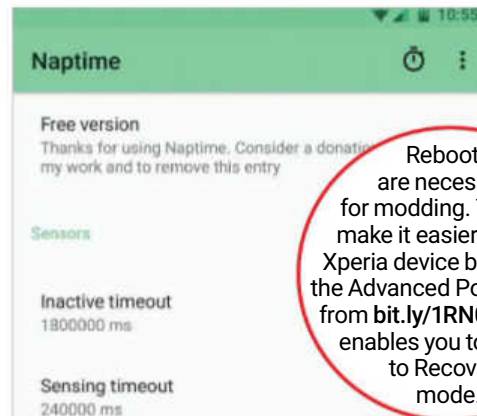 10:55
Naptime
Free version
Thanks for using Naptime. Consider a donation
my work and to remove this entry
Sensors
Inactive timeout
1800000 ms
Sensing timeout
240000 ms
Reboot
are neces
for modding.
make it easier
Xperia device b
the Advanced Po
from bit.ly/1RN
enables you to
to Recov
mode.